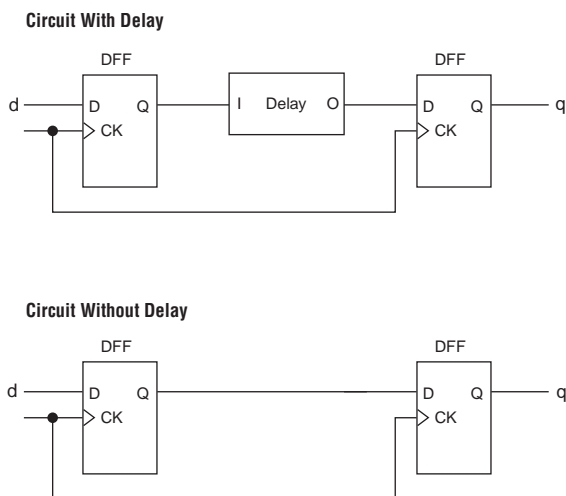 Circuit With Delay
DFF DFF
d D Q I Delay O D Q q
CK CK
Circuit Without Delay
DFF DFF
d D Q D Q q
CK CK